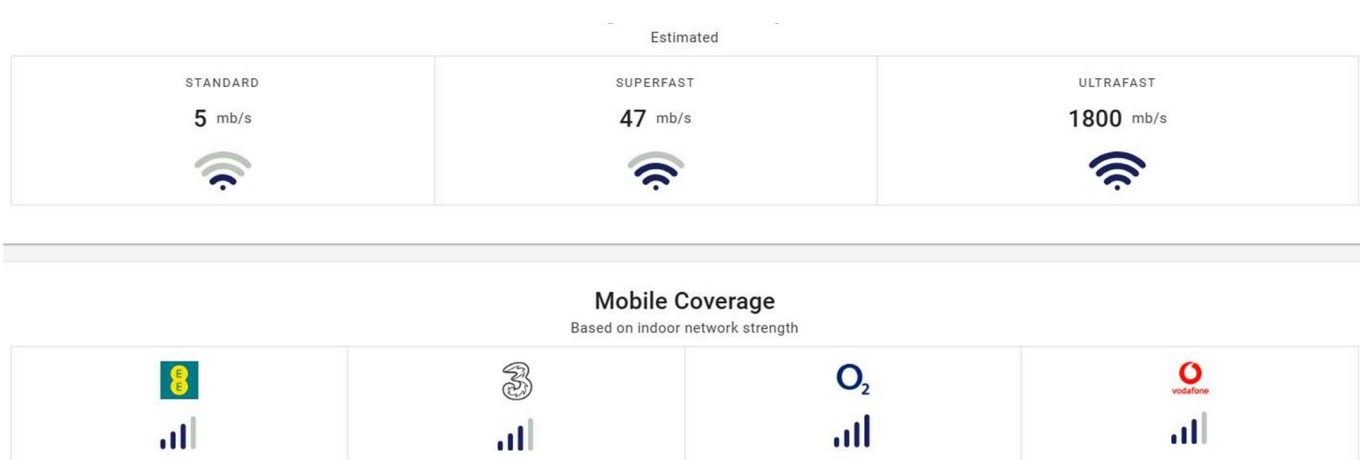 Estimated
STANDARD
SUPERFAST
ULTRAFAST
5 mb/s
47 mb/s
1800 mb/s
Mobile Coverage
Based on indoor network strength
EE
3
O2
vodafone